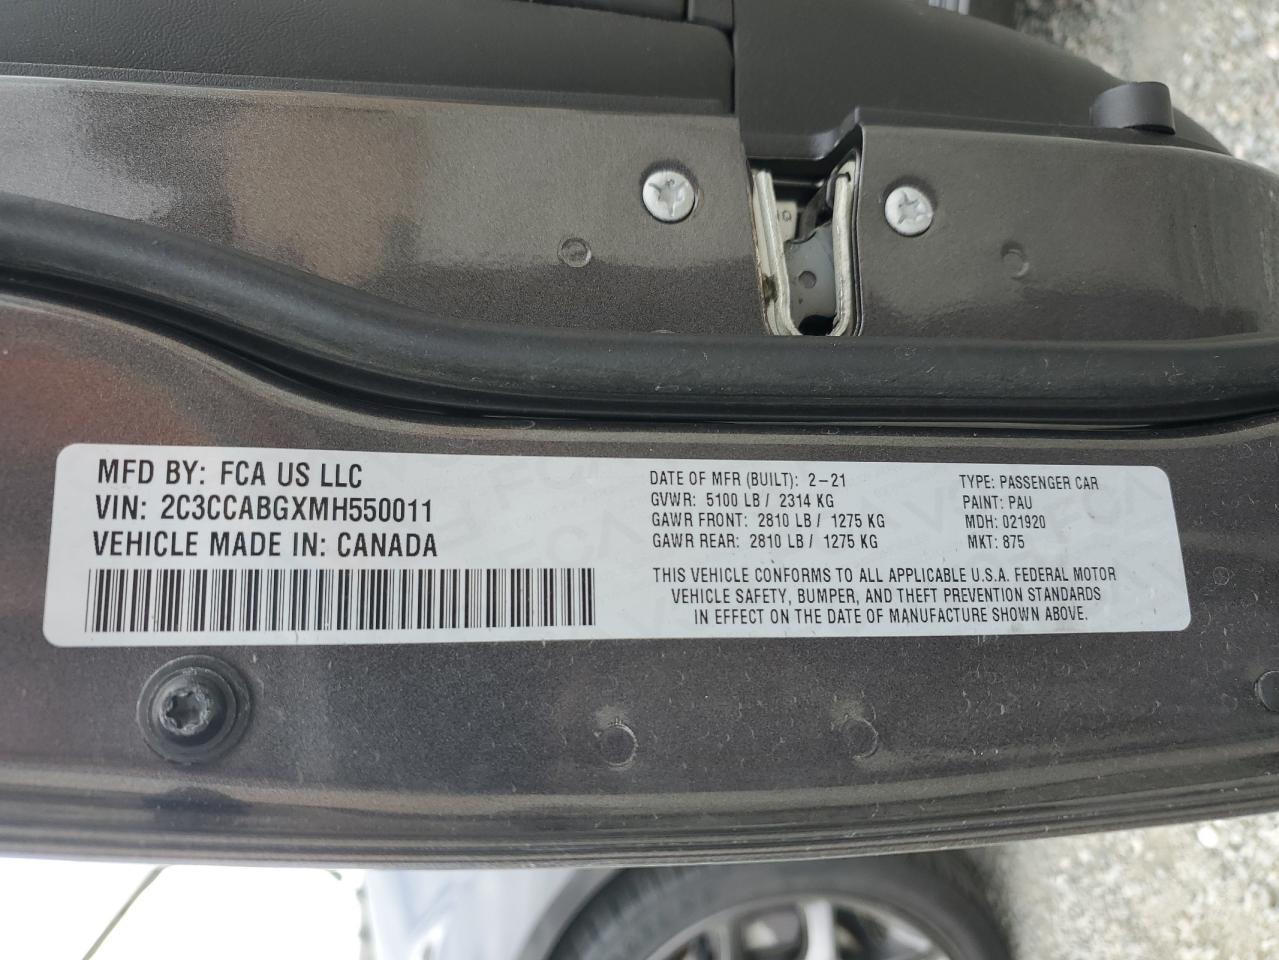 MFD BY: FCA US LLC
VIN: 2C3CCABGXMH550011
VEHICLE MADE IN: CANADA
DATE OF MFR (BUILT): 2-21
GVWR: 5100 LB / 2314 KG
GAWR FRONT: 2810 LB / 1275 KG
GAWR REAR: 2810 LB / 1275 KG
TYPE: PASSENGER CAR
PAINT: PAU
MDH: 021920
MKT: 875
THIS VEHICLE CONFORMS TO ALL APPLICABLE U.S.A. FEDERAL MOTOR
VEHICLE SAFETY, BUMPER, AND THEFT PREVENTION STANDARDS
IN EFFECT ON THE DATE OF MANUFACTURE SHOWN ABOVE.